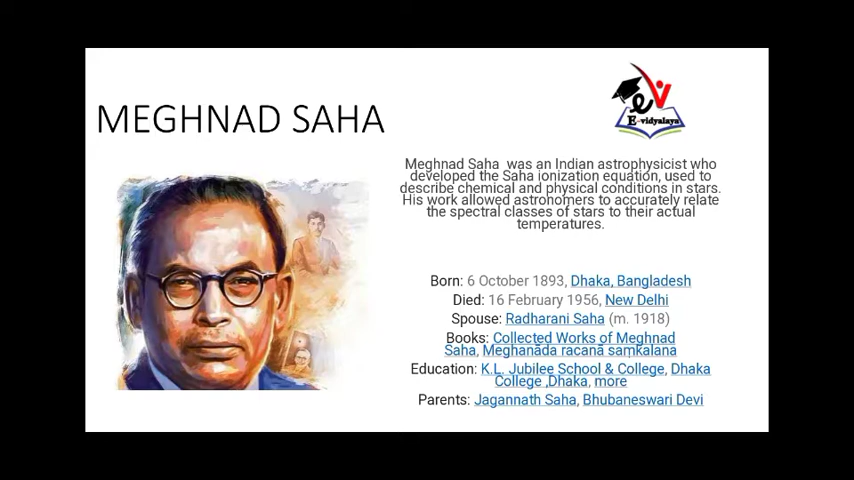 E-vidyalaya
MEGHNAD SAHA
Meghnad Saha was an Indian astrophysicist who
developed the Saha ionization equation, used to
describe chemical and physical conditions in stars.
His work allowed astronomers to accurately relate
the spectral classes of stars to their actual
temperatures.
Born: 6 October 1893, Dhaka, Bangladesh
Died: 16 February 1956, New Delhi
Spouse: Radharani Saha (m. 1918)
Books: Collected Works of Meghnad
Saha, Meghanāda racanā saṃkalana
Education: K.L. Jubilee School & College, Dhaka
College ,Dhaka, more
Parents: Jagannath Saha, Bhubaneswari Devi